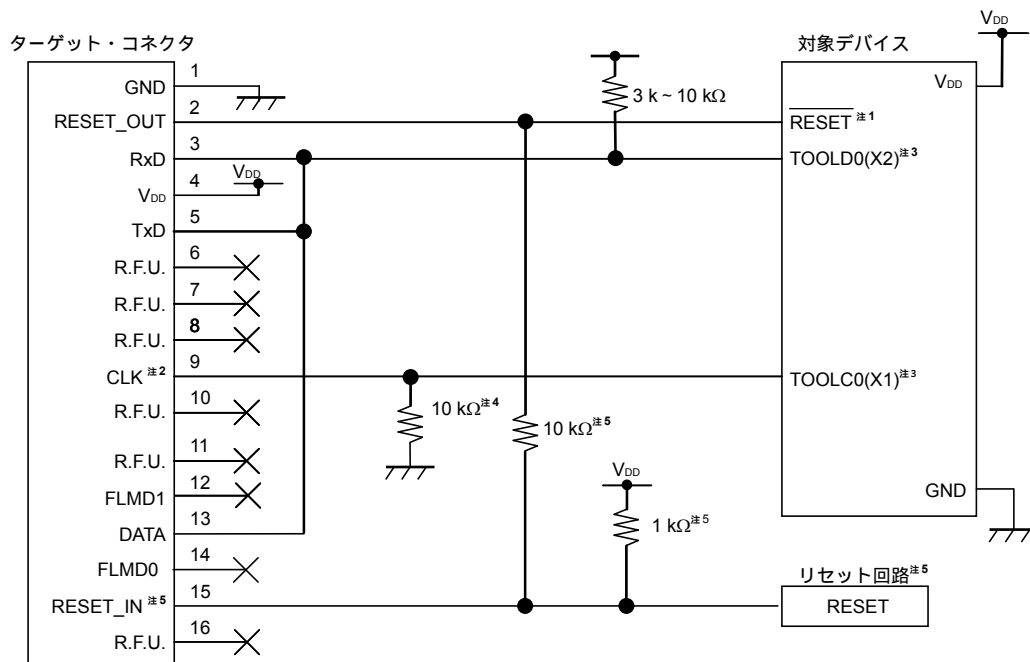 ターゲット・コネクタ
対象デバイス
VDD
1
GND
VDD
3 k ~ 10 kΩ
2
RESET_OUT
RESET 注1
3
RxD
TOOLD0(X2)注3
4
VDD
VDD
5
TxD
6
R.F.U.
7
R.F.U.
8
R.F.U.
9
CLK 注2
TOOLC0(X1)注3
10
R.F.U.
10 kΩ注4
10 kΩ注5
11
R.F.U.
VDD
12
FLMD1
GND
13
DATA
1 kΩ注5
14
FLMD0
リセット回路注5
15
RESET_IN 注5
RESET
16
R.F.U.